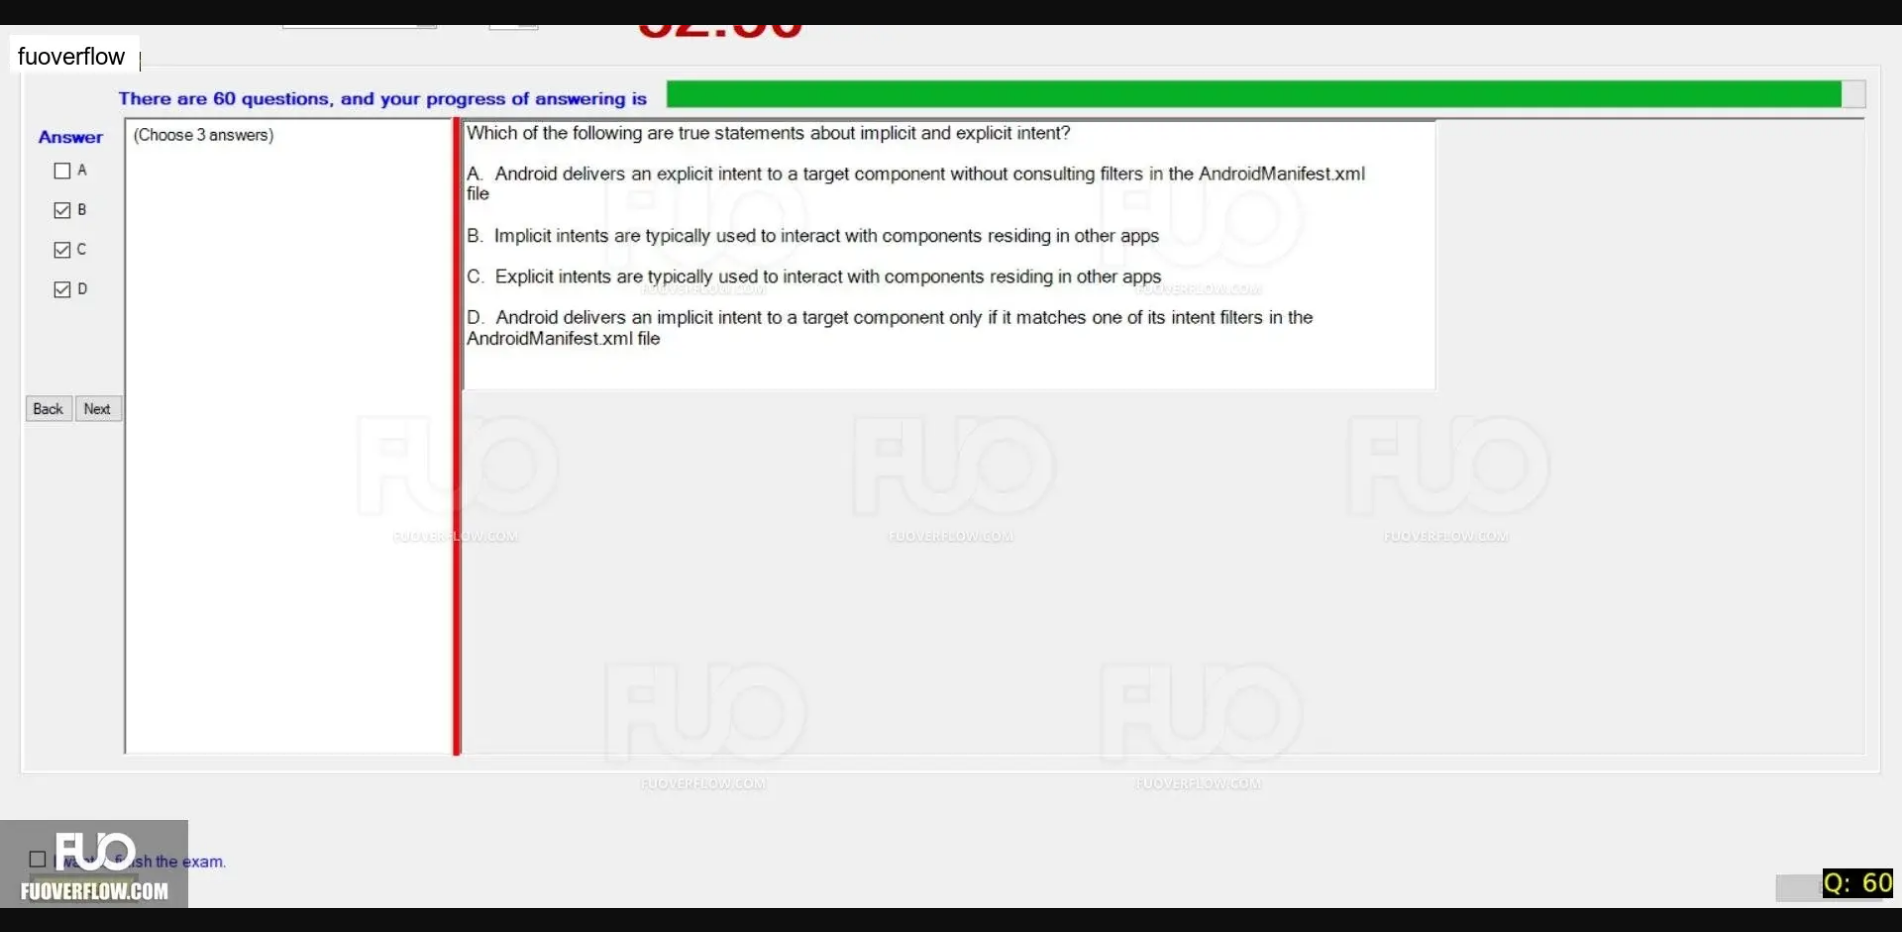 fuoverflow
There are 60 questions, and your progress of answering is
Answer
(Choose 3 answers)
A
B
C
D
Back Next
Which of the following are true statements about implicit and explicit intent?
A. Android delivers an explicit intent to a target component without consulting filters in the AndroidManifest.xml
file
B. Implicit intents are typically used to interact with components residing in other apps
C. Explicit intents are typically used to interact with components residing in other apps
D. Android delivers an implicit intent to a target component only if it matches one of its intent filters in the
AndroidManifest.xml file
FUO
FUOVERFLOW.COM
FUO
FUOVERFLOW.COM
FUO
FUOVERFLOW.COM
FUO
FUOVERFLOW.COM
FUO
FUOVERFLOW.COM
FUO
FUOVERFLOW.COM
FUO
FUOVERFLOW.COM
the exam.
FUO
FUOVERFLOW.COM
Q: 60